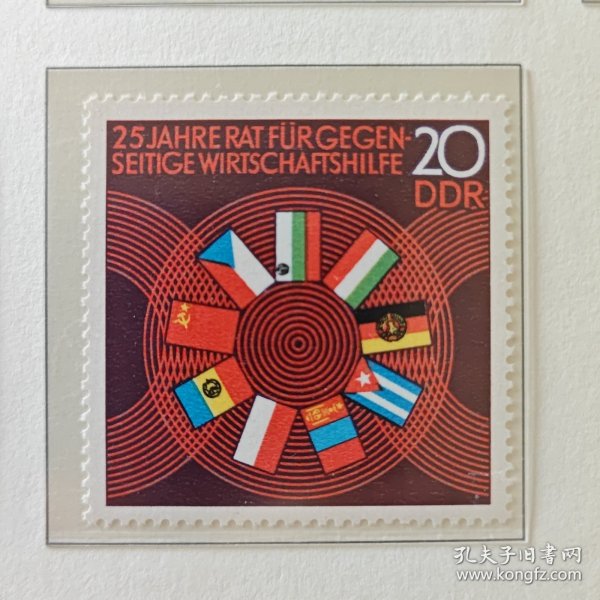 25 JAHRE RAT FÜR GEGEN-
SEITIGE WIRTSCHAFTSHILFE
20
DDR
孔夫子旧书网
www.kongfz.com